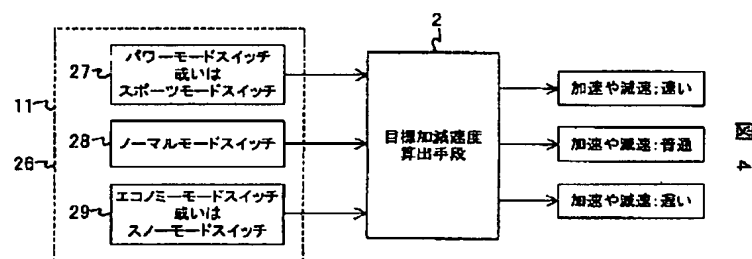 2
11
26
27
パワーモードスイッチ
或いは
スポーツモードスイッチ
28
ノーマルモードスイッチ
29
エコノミーモードスイッチ
或いは
スノーモードスイッチ
目標加減速度
算出手段
加速や減速:速い
加速や減速:普通
加速や減速:遅い
図4